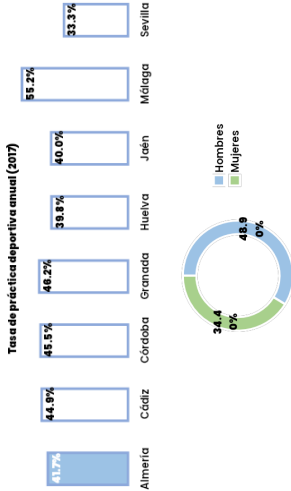 Tasa de práctica deportiva anual (2017)
41.7%
44.9%
45.5%
46.2%
39.8%
40.0%
55.2%
33.3%
Almería
Cádiz
Córdoba
Granada
Huelva
Jaén
Málaga
Sevilla
34.4
0%
48.9
0%
Hombres
Mujeres